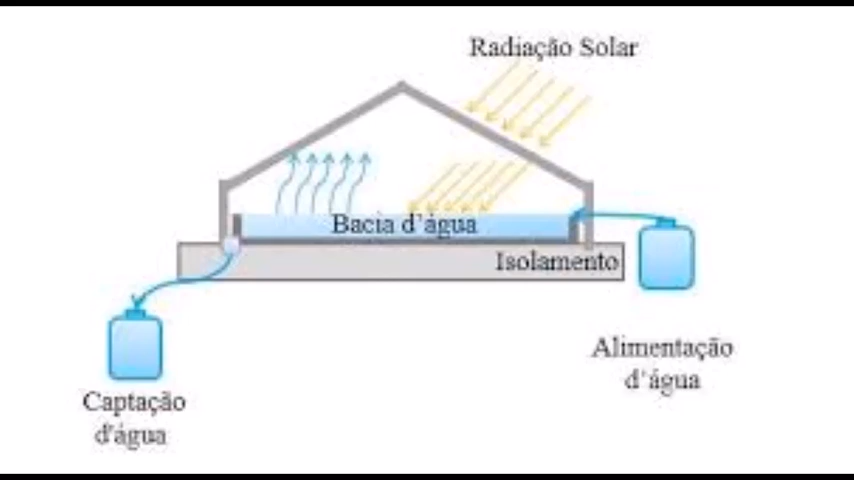 Radiação Solar
Bacia d'água
Isolamento
Alimentação
d'água
Captação
d'água